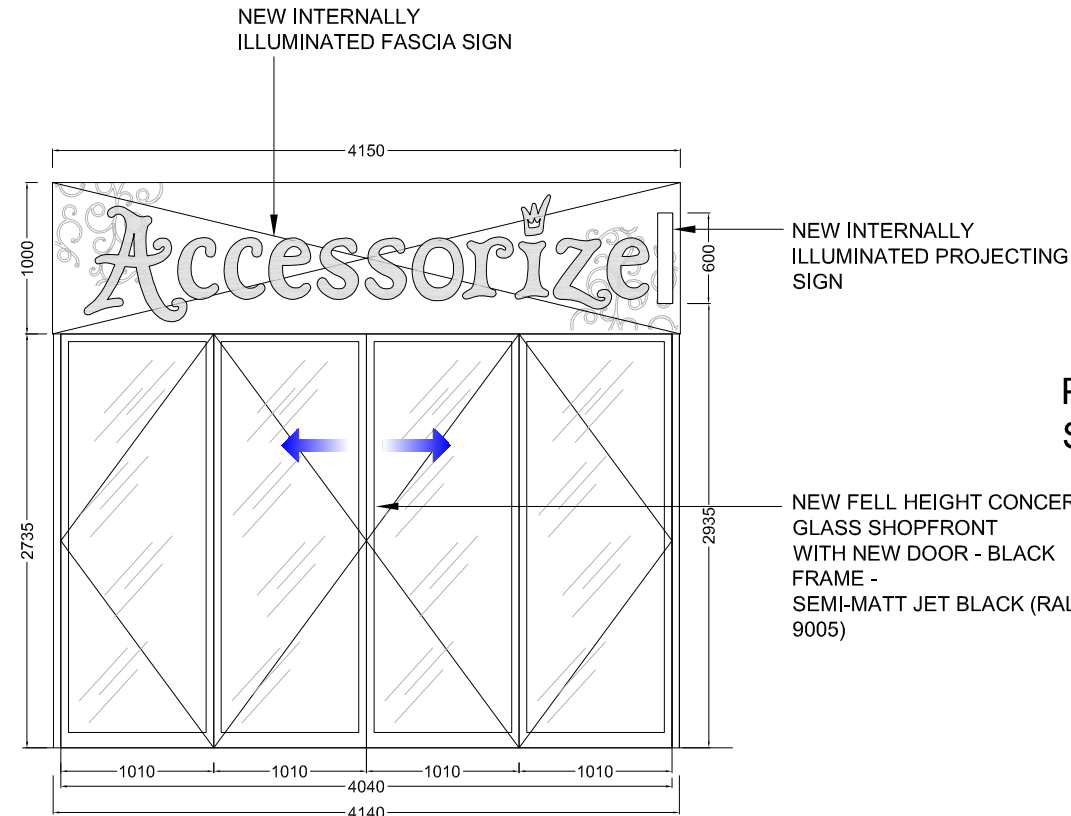 NEW INTERNALLY
ILLUMINATED FASCIA SIGN
4150
1000
Accessorize
600
NEW INTERNALLY
ILLUMINATED PROJECTING
SIGN
2735
2935
NEW FELL HEIGHT CONCER
GLASS SHOPFRONT
WITH NEW DOOR - BLACK
FRAME -
SEMI-MATT JET BLACK (RAL
9005)
1010 1010 1010 1010
4040
4140